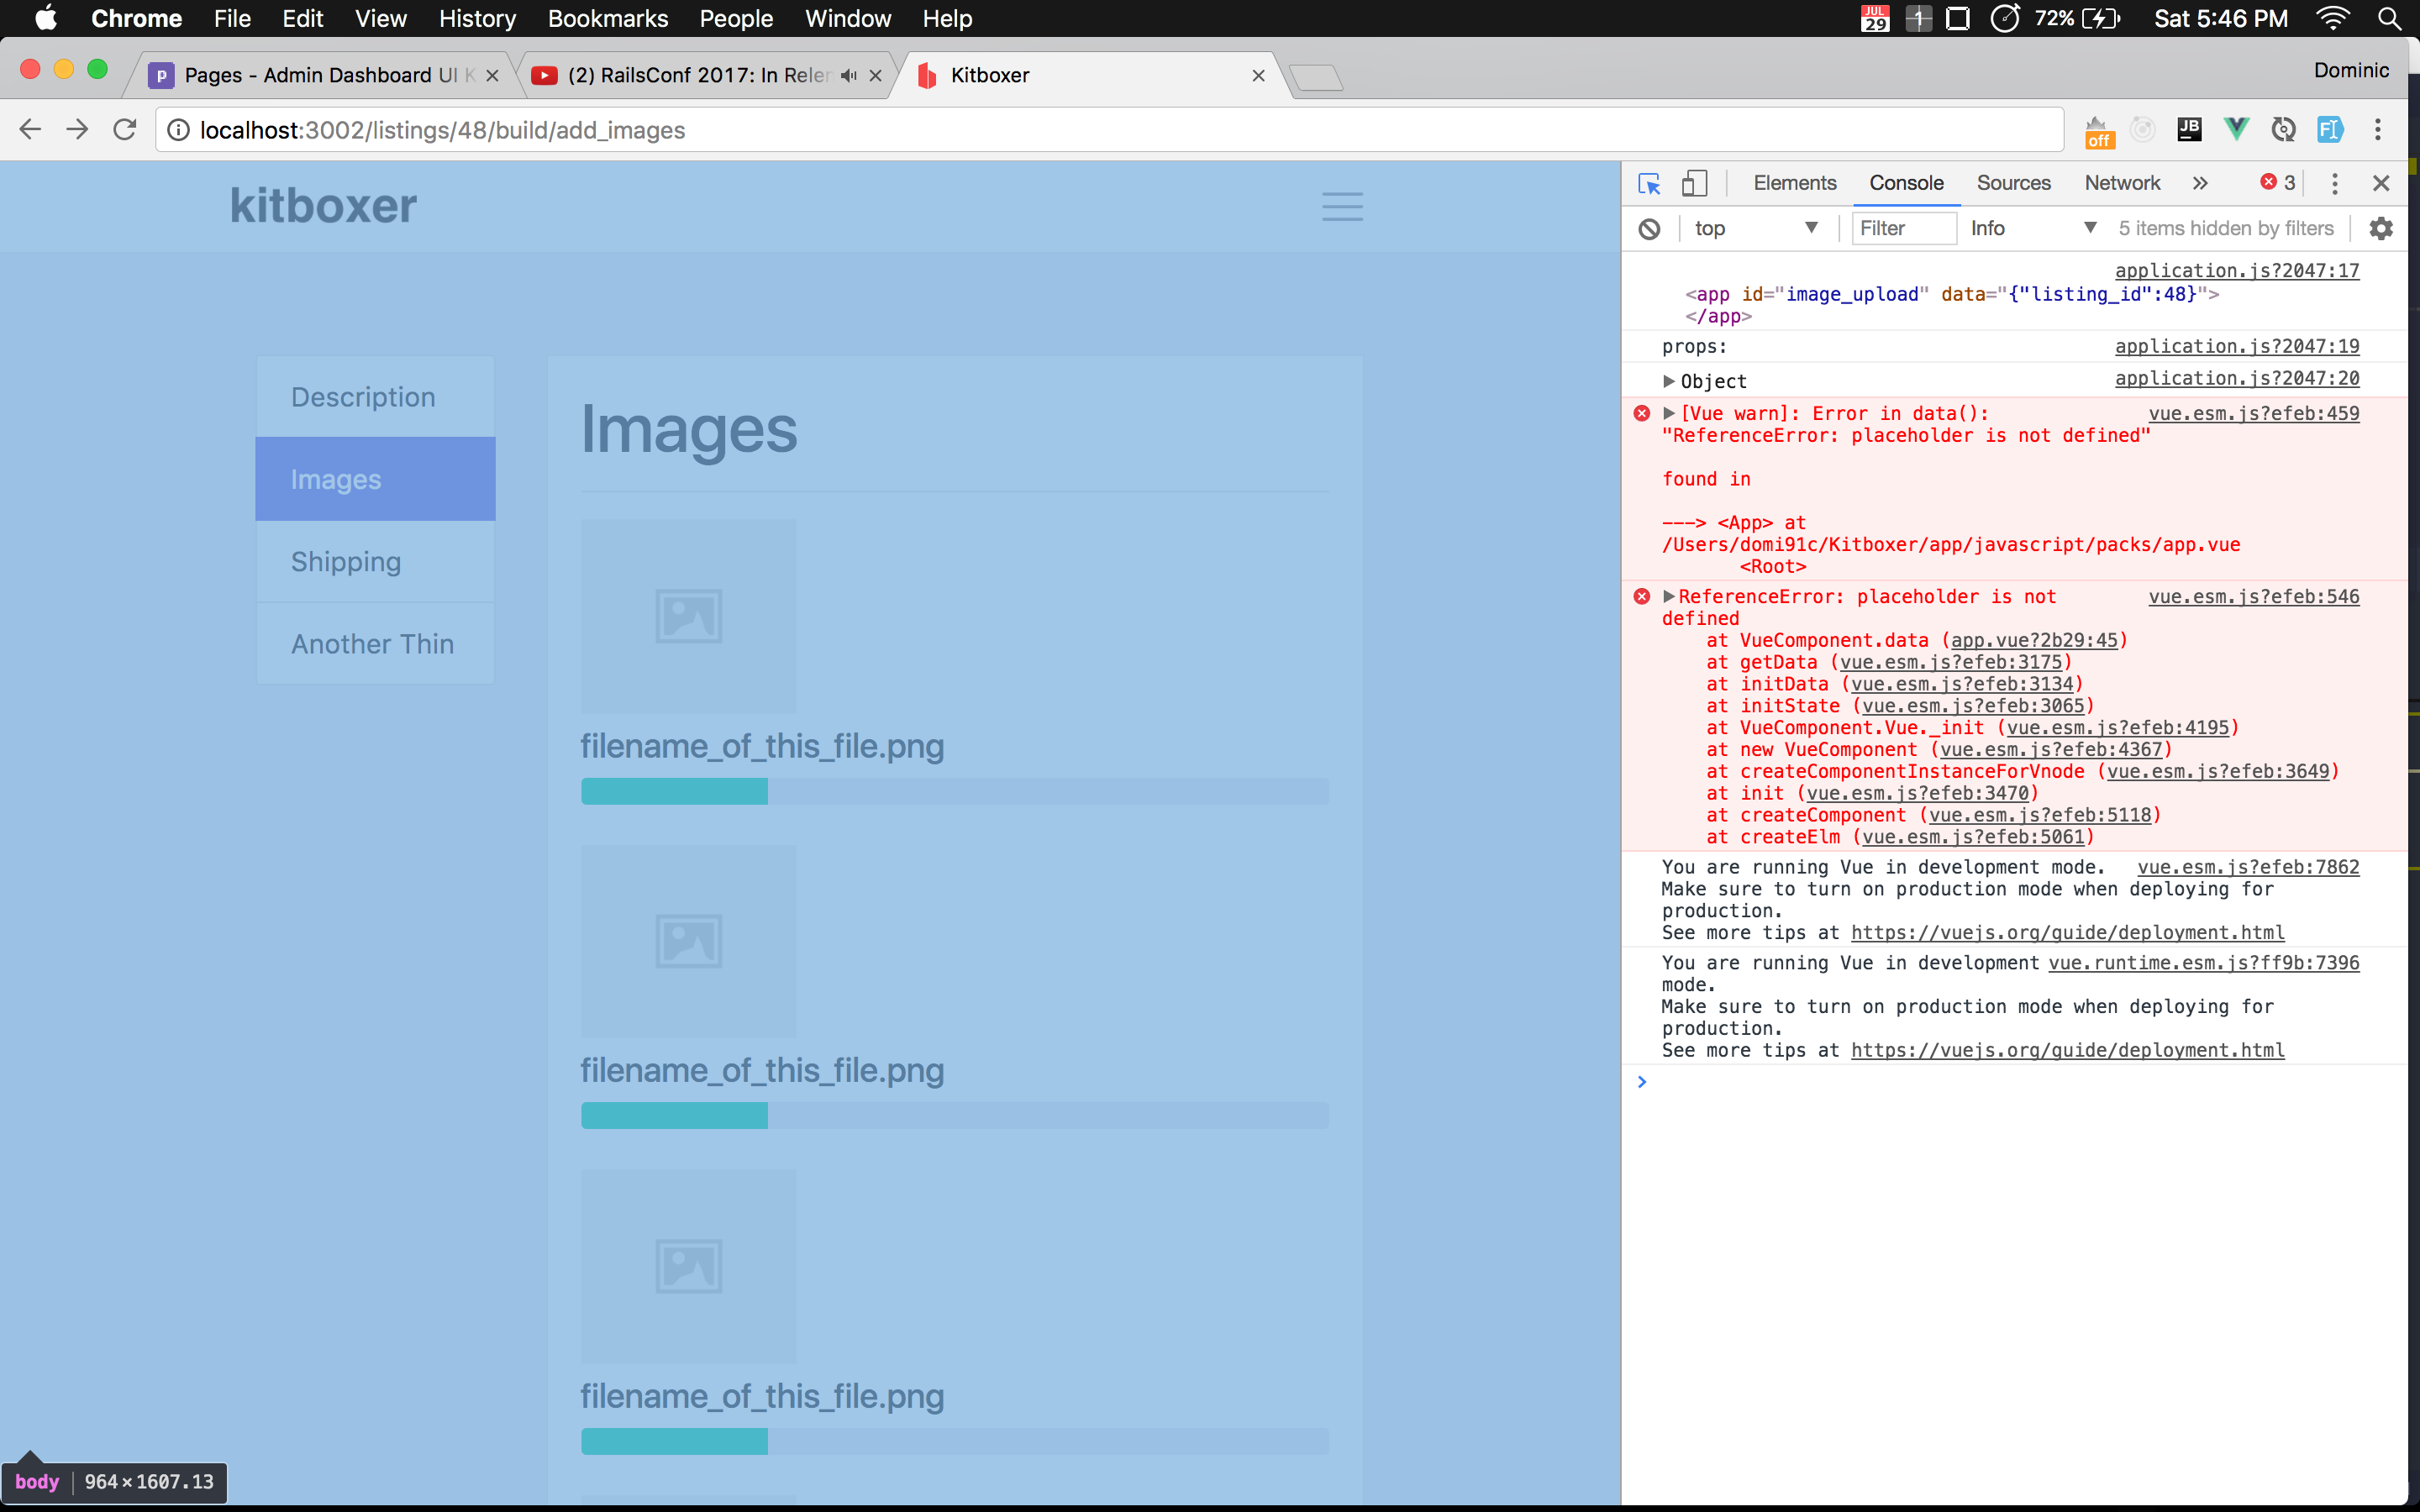 Chrome File Edit View History Bookmarks People Window Help
JUL 29 1 72% Sat 5:46 PM
Pages - Admin Dashboard UI K
(2) RailsConf 2017: In Relen
Kitboxer
Dominic
localhost:3002/listings/48/build/add_images
off JB FI
kitboxer
Description
Images
Shipping
Another Thin
Images
filename_of_this_file.png
filename_of_this_file.png
filename_of_this_file.png
body 964×1607.13
Elements Console Sources Network » 3
top Filter Info 5 items hidden by filters
application.js?2047:17
<app id="image_upload" data="{"listing_id":48}">
</app>
props: application.js?2047:19
Object application.js?2047:20
[Vue warn]: Error in data(): vue.esm.js?efeb:459
"ReferenceError: placeholder is not defined"
found in
---> <App> at
/Users/domi91c/Kitboxer/app/javascript/packs/app.vue
<Root>
ReferenceError: placeholder is not vue.esm.js?efeb:546
defined
at VueComponent.data (app.vue?2b29:45)
at getData (vue.esm.js?efeb:3175)
at initData (vue.esm.js?efeb:3134)
at initState (vue.esm.js?efeb:3065)
at VueComponent.Vue._init (vue.esm.js?efeb:4195)
at new VueComponent (vue.esm.js?efeb:4367)
at createComponentInstanceForVnode (vue.esm.js?efeb:3649)
at init (vue.esm.js?efeb:3470)
at createComponent (vue.esm.js?efeb:5118)
at createElm (vue.esm.js?efeb:5061)
You are running Vue in development mode. vue.esm.js?efeb:7862
Make sure to turn on production mode when deploying for
production.
See more tips at https://vuejs.org/guide/deployment.html
You are running Vue in development vue.runtime.esm.js?ff9b:7396
mode.
Make sure to turn on production mode when deploying for
production.
See more tips at https://vuejs.org/guide/deployment.html